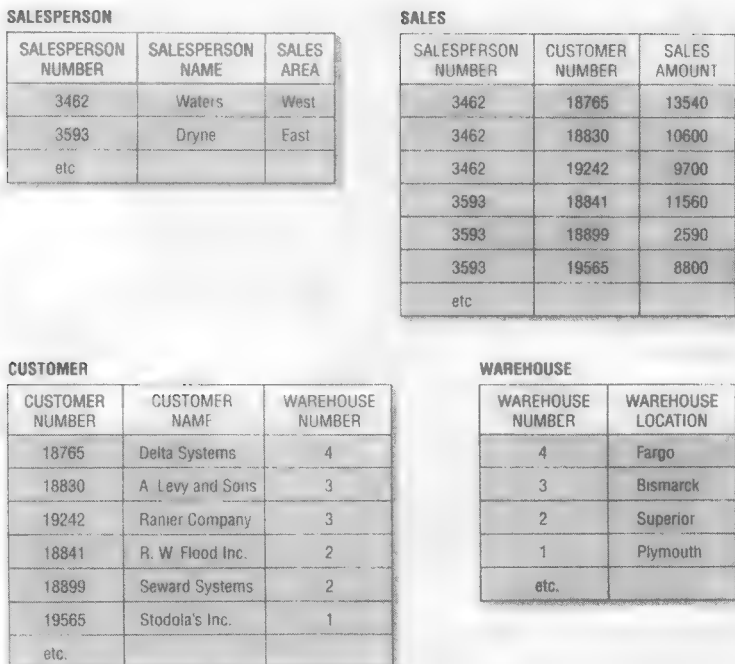 SALESPERSON
SALESPERSON NUMBER SALESPERSON NAME SALES AREA
3462 Waters West
3593 Dryne East
etc
SALES
SALESPERSON NUMBER CUSTOMER NUMBER SALES AMOUNT
3462 18765 13540
3462 18830 10600
3462 19242 9700
3593 18841 11560
3593 18899 2590
3593 19565 8800
etc
CUSTOMER
CUSTOMER NUMBER CUSTOMER NAME WAREHOUSE NUMBER
18765 Delta Systems 4
18830 A Levy and Sons 3
19242 Ranier Company 3
18841 R. W Flood Inc. 2
18899 Seward Systems 2
19565 Stodola's Inc. 1
etc.
WAREHOUSE
WAREHOUSE NUMBER WAREHOUSE LOCATION
4 Fargo
3 Bismarck
2 Superior
1 Plymouth
etc.